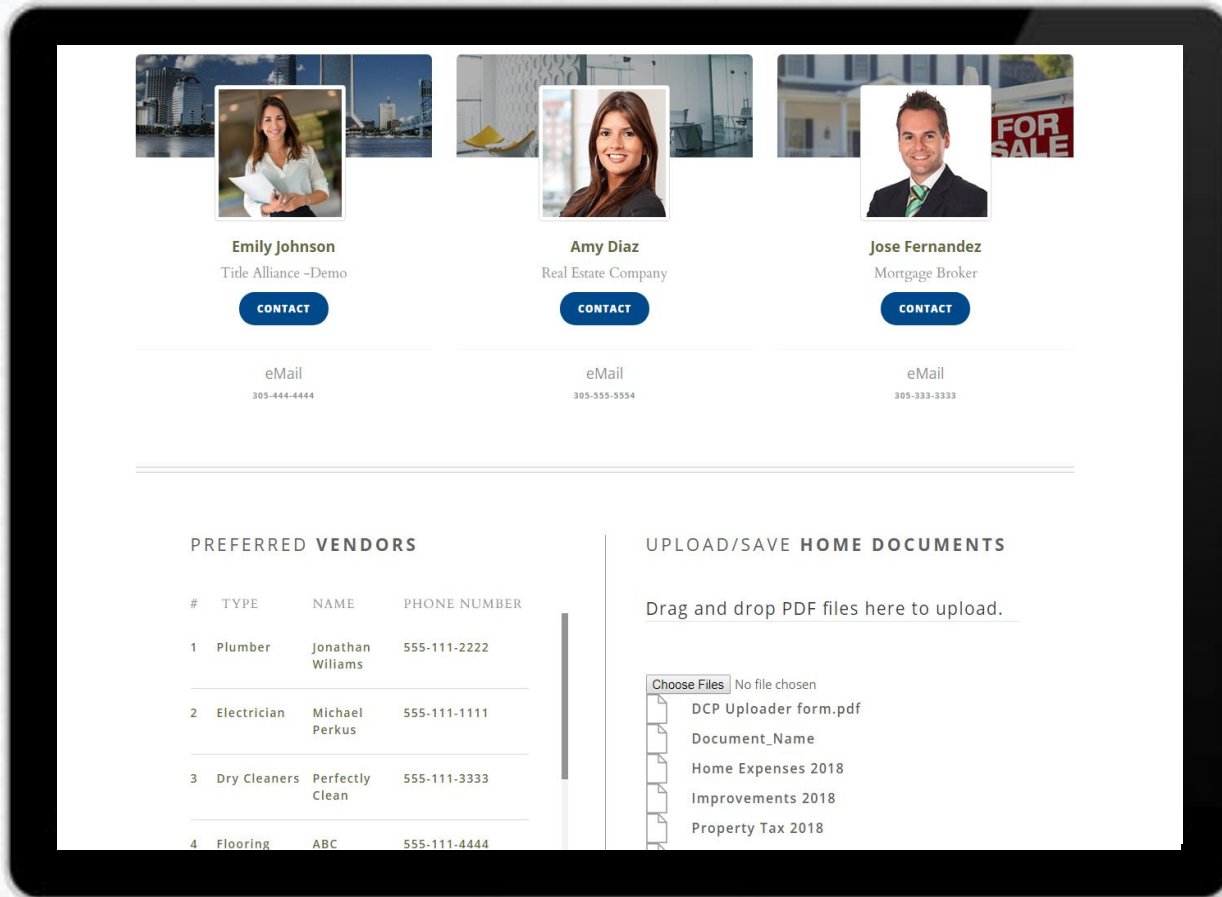 FOR
SALE
Emily Johnson
Title Alliance -Demo
CONTACT
eMail
305-444-4444
Amy Diaz
Real Estate Company
CONTACT
eMail
305-555-5554
Jose Fernandez
Mortgage Broker
CONTACT
eMail
305-333-3333
PREFERRED VENDORS
# TYPE NAME PHONE NUMBER
1 Plumber Jonathan 555-111-2222
Wiliams
2 Electrician Michael 555-111-1111
Perkus
3 Dry Cleaners Perfectly 555-111-3333
Clean
4 Flooring ABC 555-111-4444
UPLOAD/SAVE HOME DOCUMENTS
Drag and drop PDF files here to upload.
Choose Files No file chosen
DCP Uploader form.pdf
Document_Name
Home Expenses 2018
Improvements 2018
Property Tax 2018